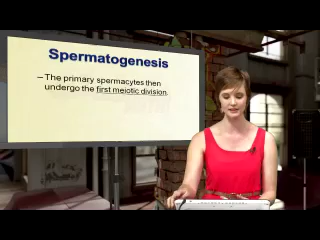 Spermatogenesis
– The primary spermacytes then
undergo the first meiotic division.